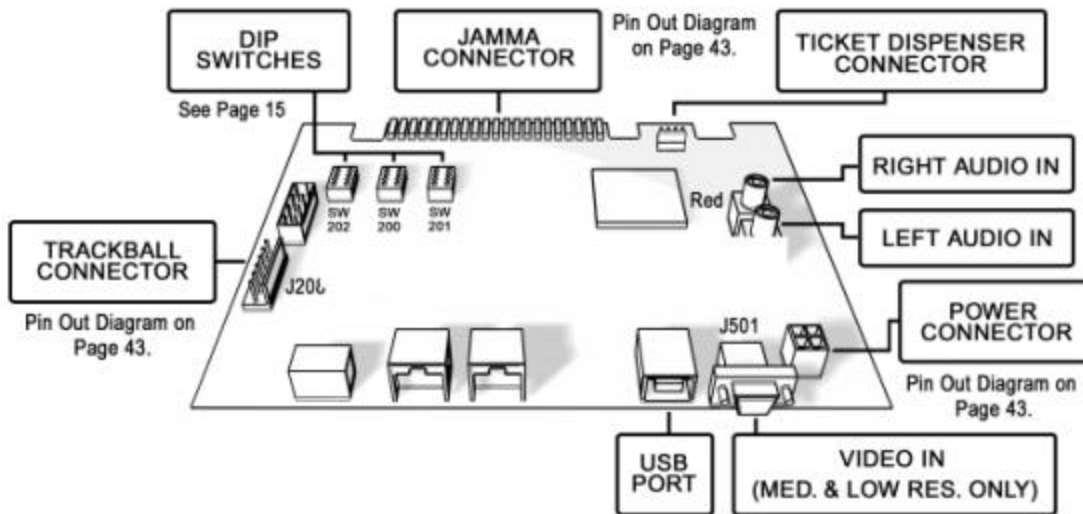 DIP
SWITCHES
See Page 15
JAMMA
CONNECTOR
Pin Out Diagram
on Page 43.
TICKET DISPENSER
CONNECTOR
RIGHT AUDIO IN
Red
LEFT AUDIO IN
SW
202
SW
200
SW
201
TRACKBALL
CONNECTOR
Pin Out Diagram on
Page 43.
J208
J501
POWER
CONNECTOR
Pin Out Diagram on
Page 43.
USB
PORT
VIDEO IN
(MED. & LOW RES. ONLY)